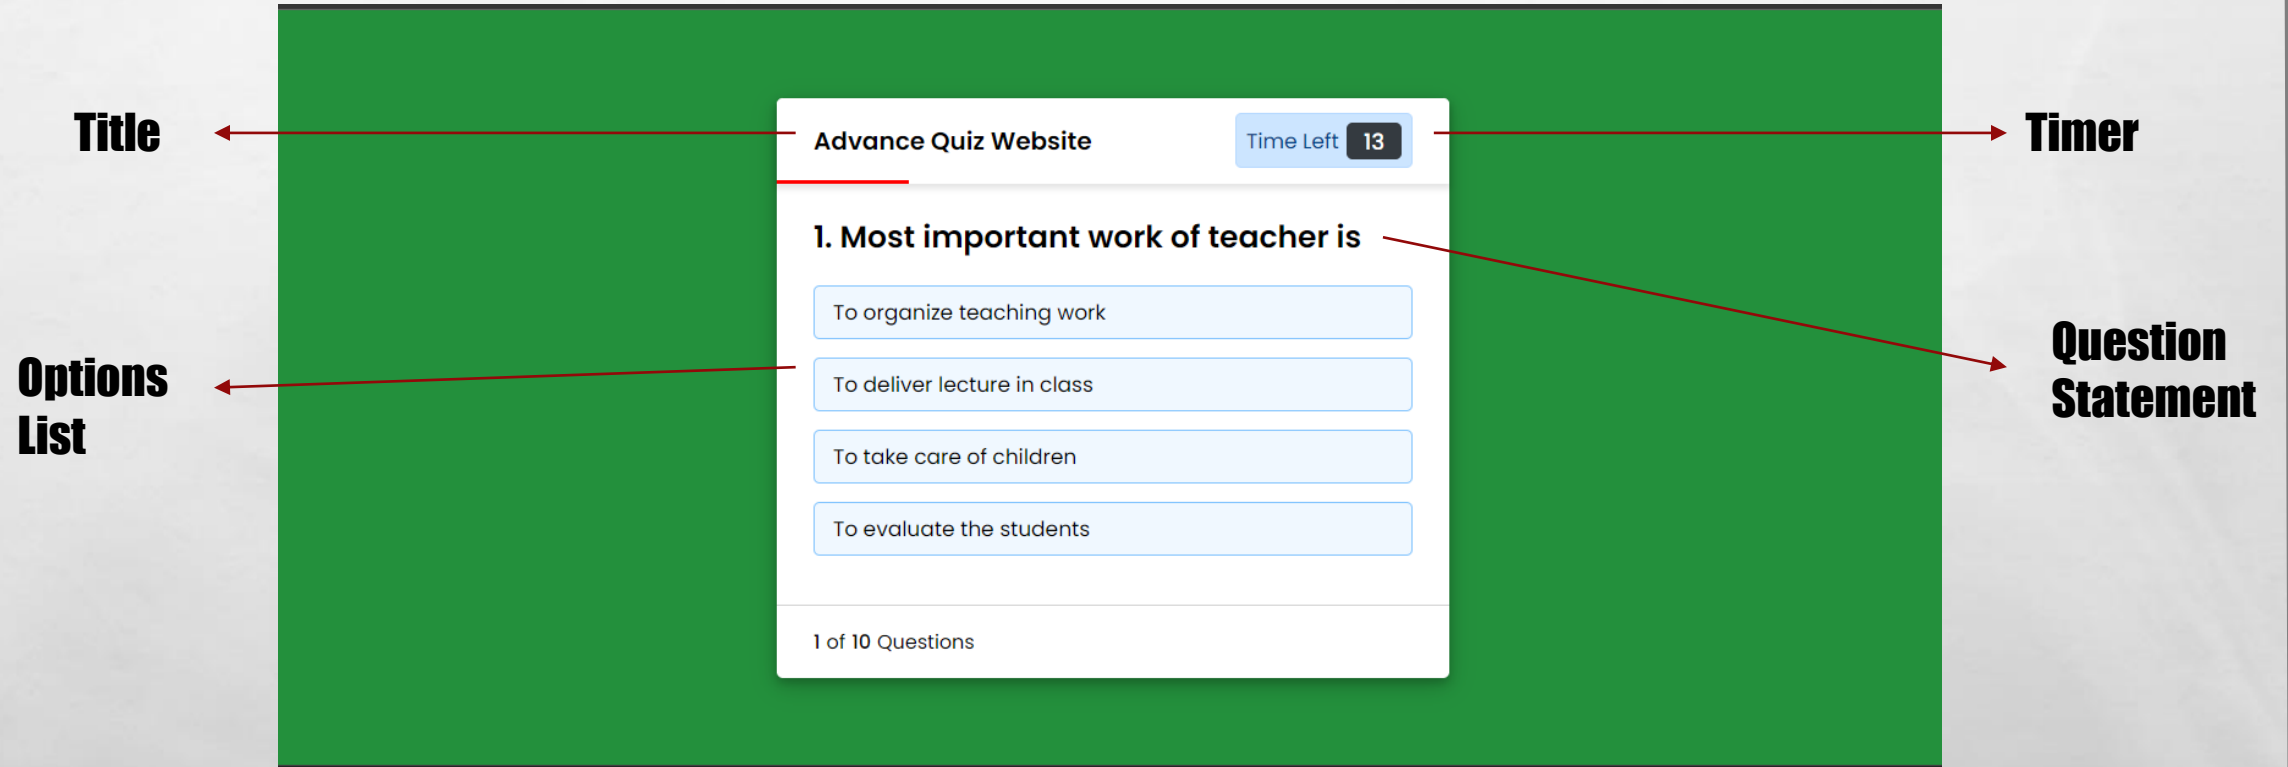 Title
Advance Quiz Website
Time Left 13
Timer
1. Most important work of teacher is
To organize teaching work
To deliver lecture in class
To take care of children
To evaluate the students
1 of 10 Questions
Options
List
Question
Statement